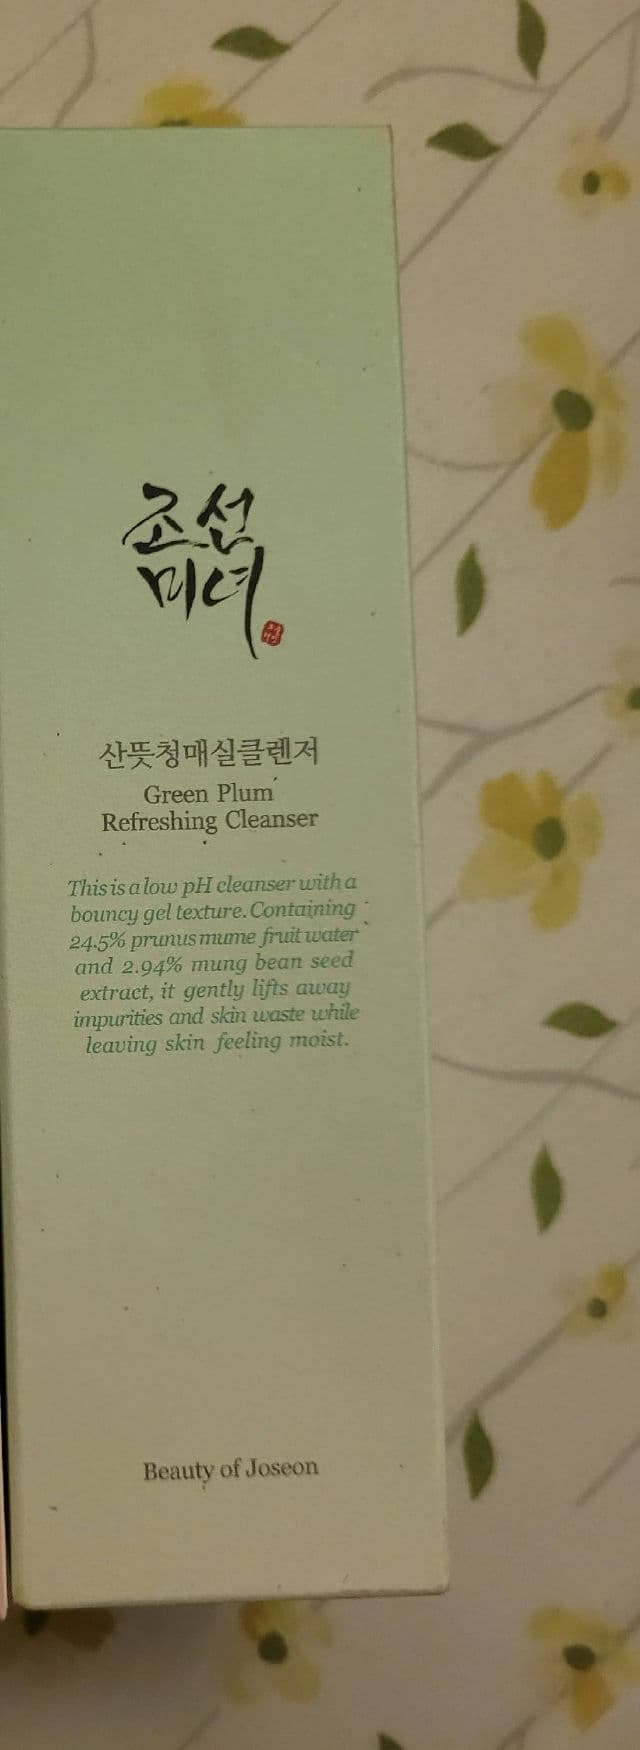 조선
미녀
산뜻청매실클렌저
Green Plum
Refreshing Cleanser
This is a low pH cleanser with a
bouncy gel texture. Containing
24.5% prunus mume fruit water
and 2.94% mung bean seed
extract, it gently lifts away
impurities and skin waste while
leaving skin feeling moist.
Beauty of Joseon